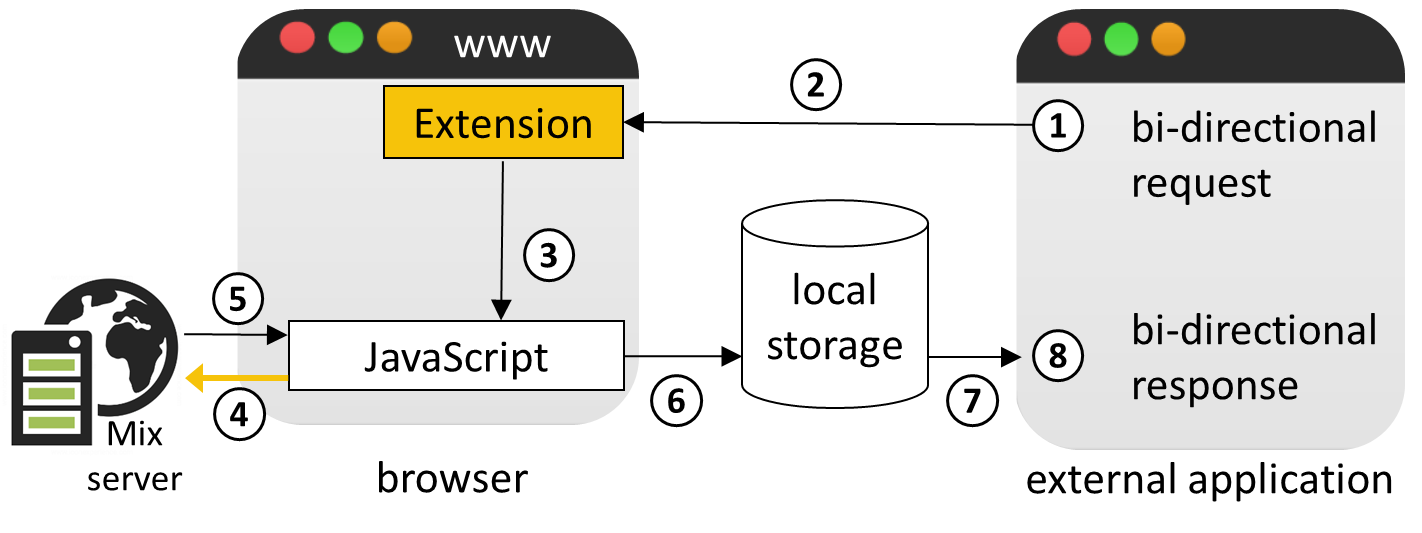 www
Extension
2
1
bi-directional
request
3
local
storage
5
JavaScript
4
6
7
8
bi-directional
response
Mix
server
browser
external application